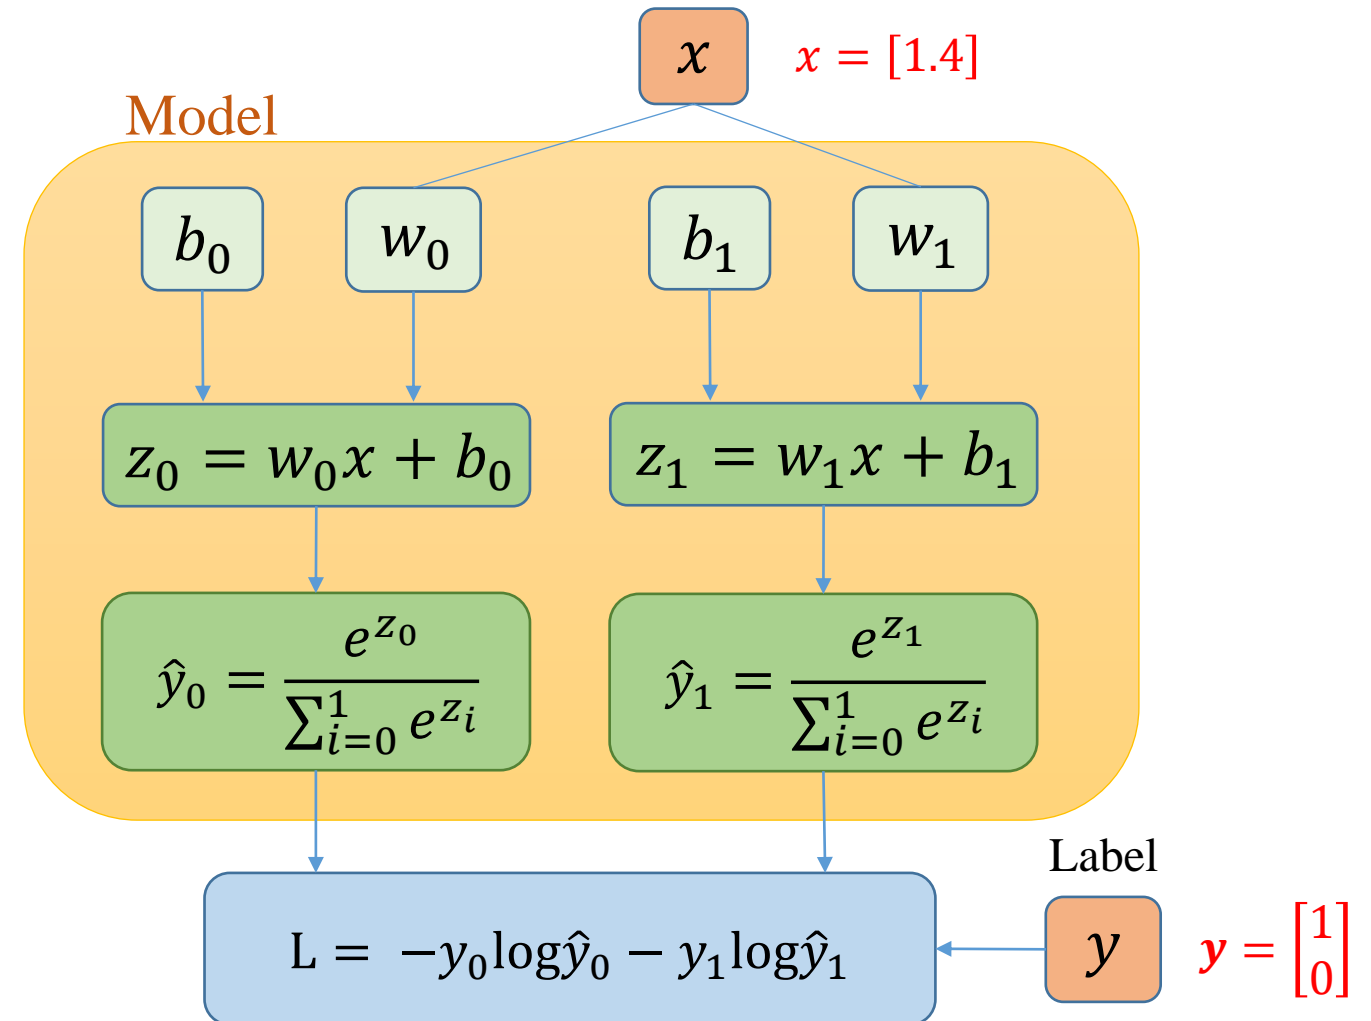 x x = [1.4]
Model
b₀ w₀ b₁ w₁
z₀ = w₀x + b₀ z₁ = w₁x + b₁
ŷ₀ = e^{z₀} / ∑_{i=0}^{1} e^{z_i} ŷ₁ = e^{z₁} / ∑_{i=0}^{1} e^{z_i}
Label
L = −y₀logŷ₀ − y₁logŷ₁ y y = [1 0]